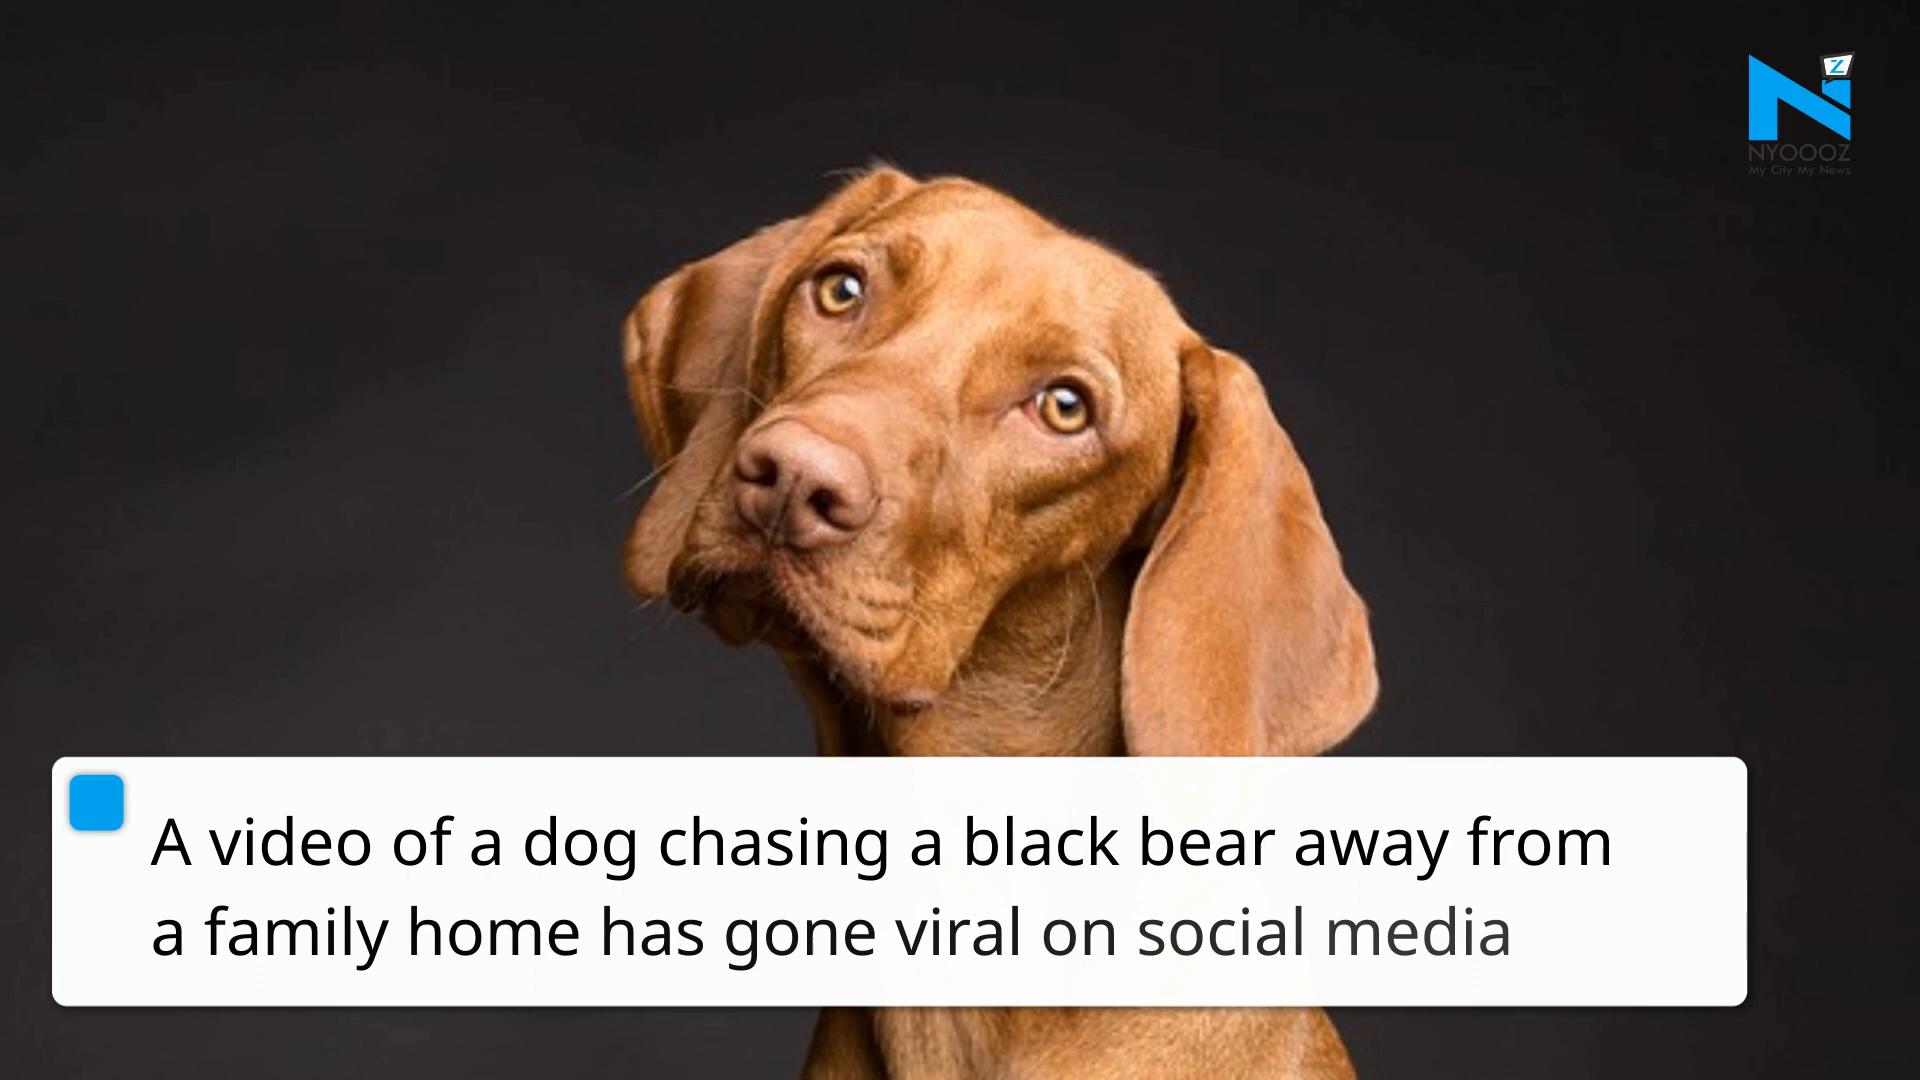 Z
NYOOOZ
My City My News
A video of a dog chasing a black bear away from
a family home has gone viral on social media